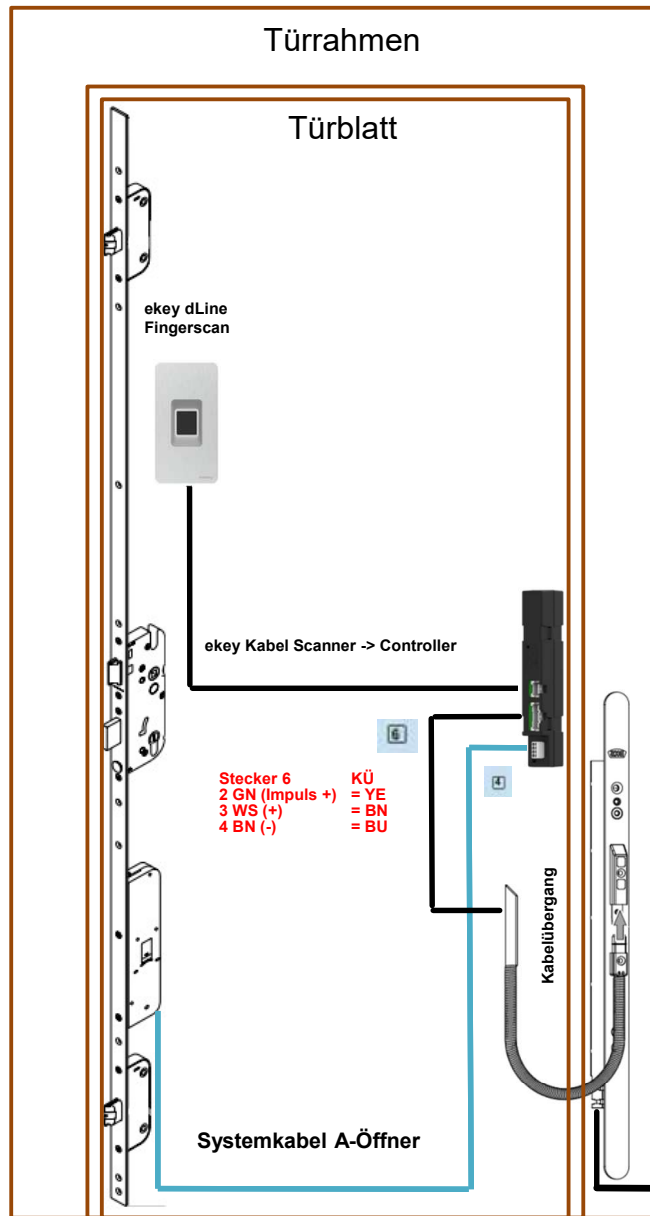 Türrahmen
Türblatt
ekey dLine
Fingerscan
ekey Kabel Scanner -> Controller
6
Stecker 6 KÜ
2 GN (Impuls +) = YE
3 WS (+) = BN
4 BN (-) = BU
4
Kabelübergang
Systemkabel A-Öffner